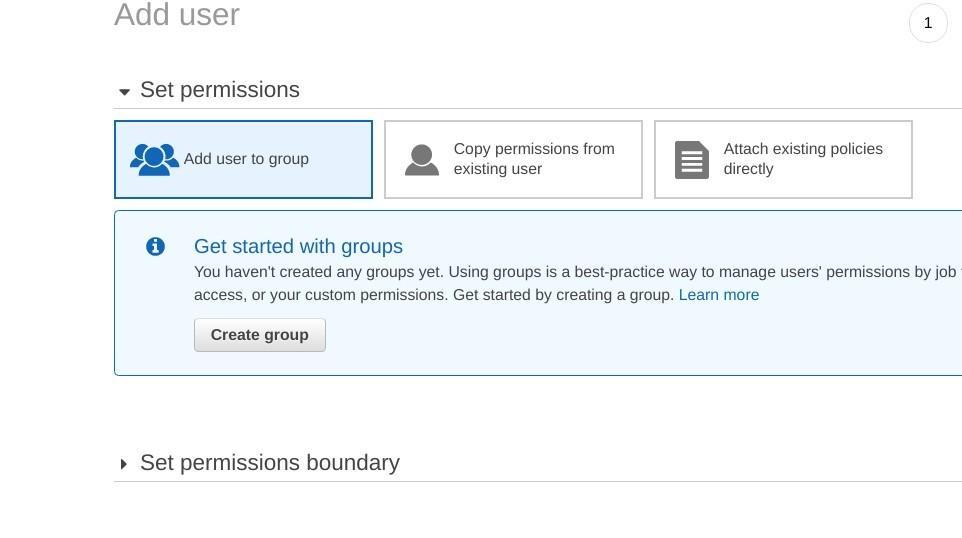 Add user
1
Set permissions
Add user to group
Copy permissions from
existing user
Attach existing policies
directly
Get started with groups
You haven't created any groups yet. Using groups is a best-practice way to manage users' permissions by job
access, or your custom permissions. Get started by creating a group. Learn more
Create group
Set permissions boundary